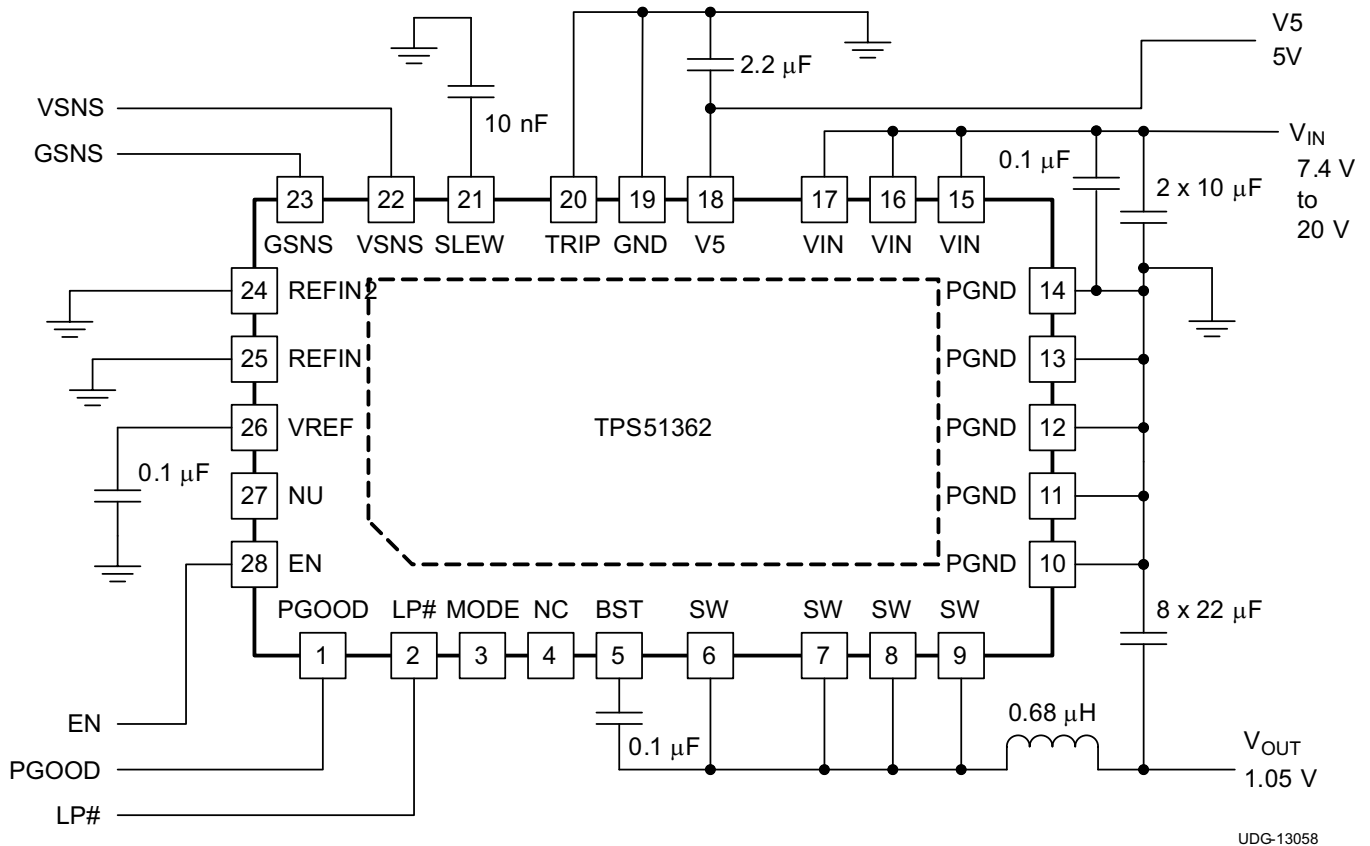 V5
5V
2.2 μF
VSNS
10 nF
GSNS
VIN
0.1 μF
7.4 V
to
20 V
2 x 10 μF
23
22
21
20
19
18
17
16
15
GSNS
VSNS
SLEW
TRIP
GND
V5
VIN
VIN
VIN
24
REFIN2
PGND
14
25
REFIN
PGND
13
26
VREF
TPS51362
PGND
12
0.1 μF
27
NU
PGND
11
28
EN
PGND
10
PGOOD
LP#
MODE
NC
BST
SW
SW
SW
SW
8 x 22 μF
1
2
3
4
5
6
7
8
9
EN
0.1 μF
0.68 μH
PGOOD
VOUT
1.05 V
LP#
UDG-13058